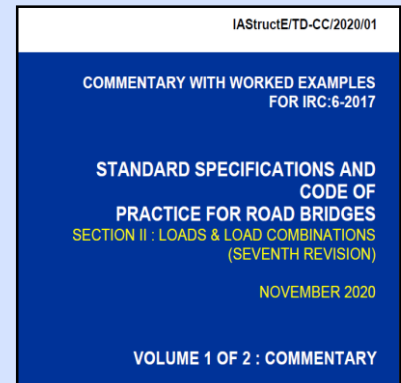 IAStructE/TD-CC/2020/01
COMMENTARY WITH WORKED EXAMPLES
FOR IRC:6-2017
STANDARD SPECIFICATIONS AND
CODE OF
PRACTICE FOR ROAD BRIDGES
SECTION II : LOADS & LOAD COMBINATIONS
(SEVENTH REVISION)
NOVEMBER 2020
VOLUME 1 OF 2 : COMMENTARY